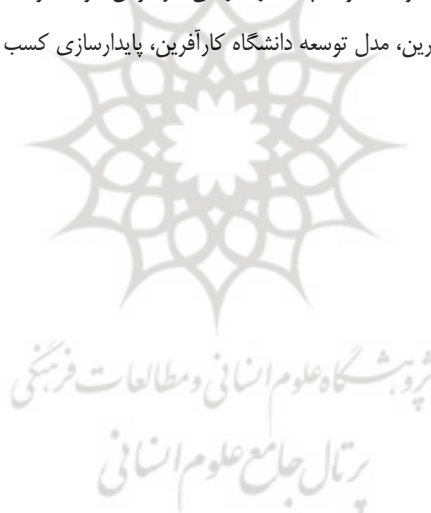 رین، مدل توسعه دانشگاه کارآفرین، پایدارسازی کسب
پژوهشگاه علوم انسانی و مطالعات فرهنگی
پرتال جامع علوم انسانی